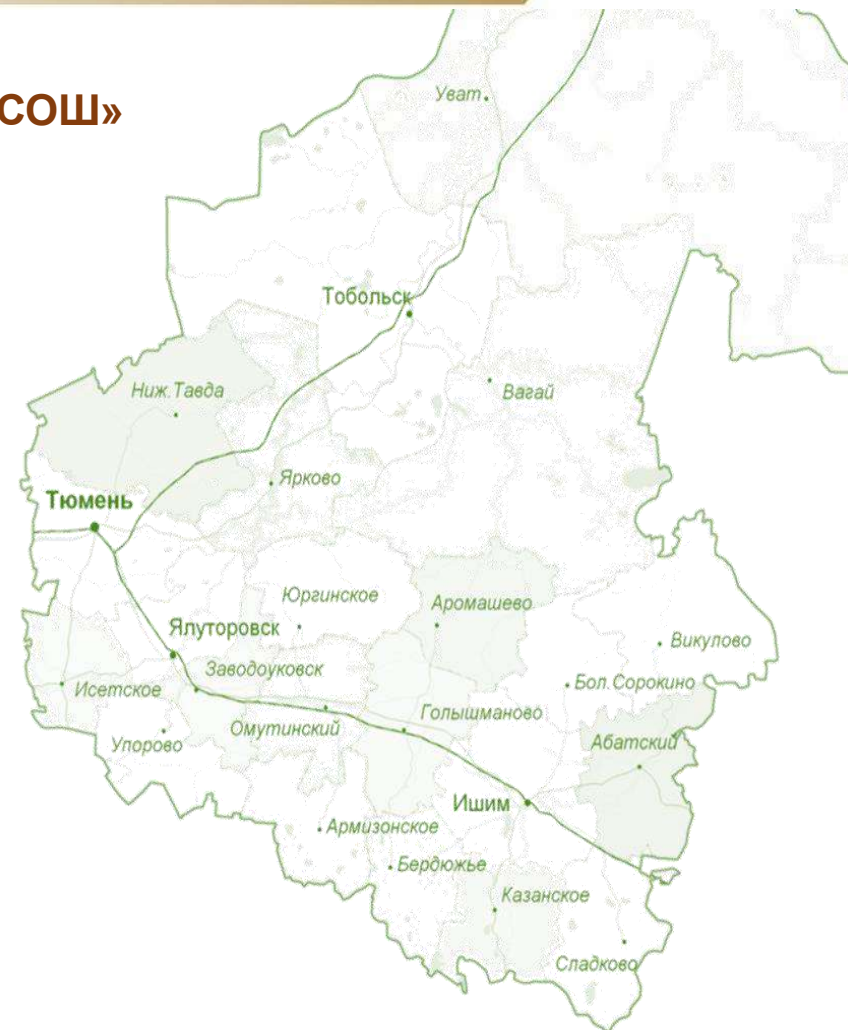 СОШ»
Уват
Тобольск
Ниж.Тавда
Вагай
Ярково
Тюмень
Юргинское
Аромашево
Ялуторовск
Викулово
Заводоуковск
Исетское
Бол.Сорокино
Голышманово
Омутинский
Упорово
Абатский
Ишим
Армизонское
Бердюжье
Казанское
Сладково